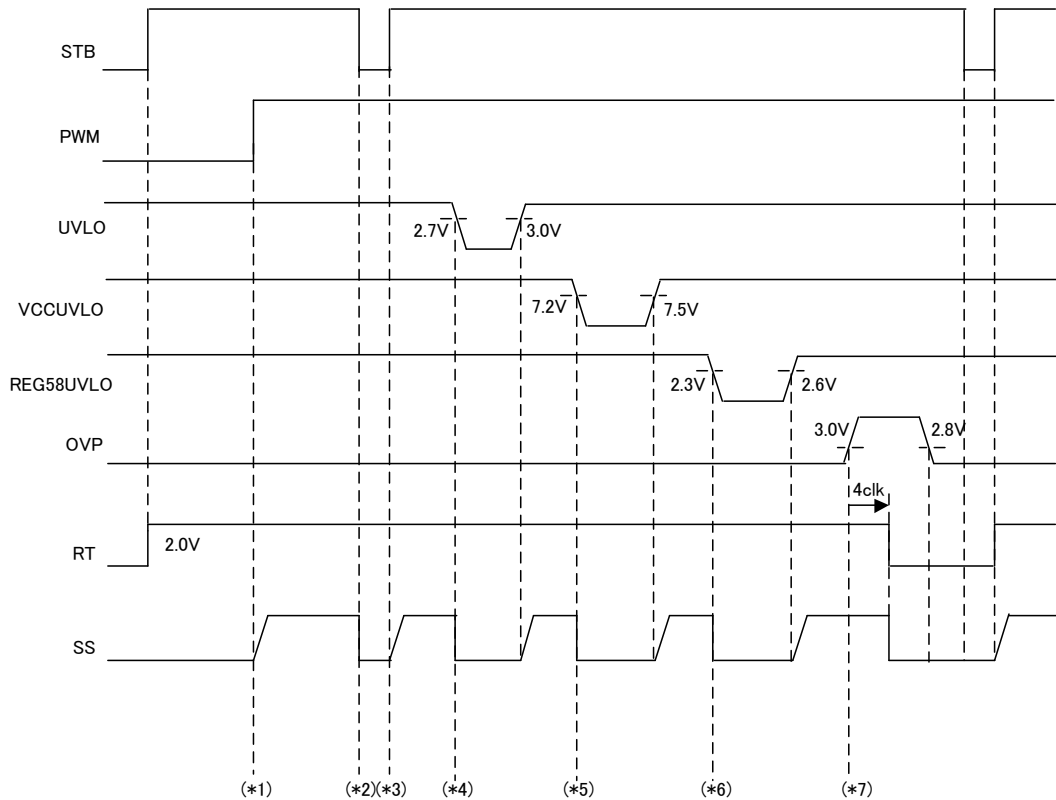 STB
PWM
UVLO
2.7V
3.0V
VCCUVLO
7.2V
7.5V
REG58UVLO
2.3V
2.6V
OVP
3.0V
2.8V
4clk
RT
2.0V
SS
(*1)
(*2)(*3)
(*4)
(*5)
(*6)
(*7)